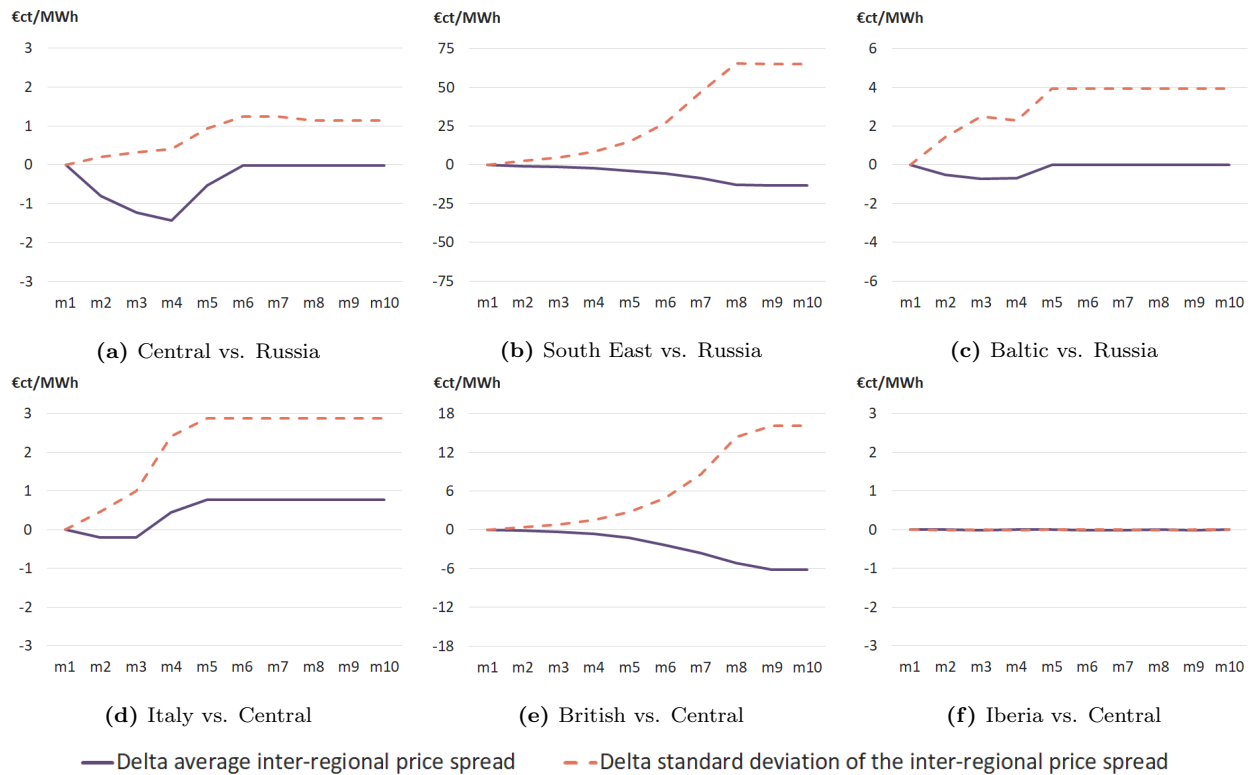 €ct/MWh
3
2
1
0
-1
-2
-3
m1 m2 m3 m4 m5 m6 m7 m8 m9 m10
(a) Central vs. Russia
€ct/MWh
75
50
25
0
-25
-50
-75
m1 m2 m3 m4 m5 m6 m7 m8 m9 m10
(b) South East vs. Russia
€ct/MWh
6
4
2
0
-2
-4
-6
m1 m2 m3 m4 m5 m6 m7 m8 m9 m10
(c) Baltic vs. Russia
€ct/MWh
3
2
1
0
-1
-2
-3
m1 m2 m3 m4 m5 m6 m7 m8 m9 m10
(d) Italy vs. Central
€ct/MWh
18
12
6
0
-6
-12
-18
m1 m2 m3 m4 m5 m6 m7 m8 m9 m10
(e) British vs. Central
€ct/MWh
3
2
1
0
-1
-2
-3
m1 m2 m3 m4 m5 m6 m7 m8 m9 m10
(f) Iberia vs. Central
Delta average inter-regional price spread
Delta standard deviation of the inter-regional price spread